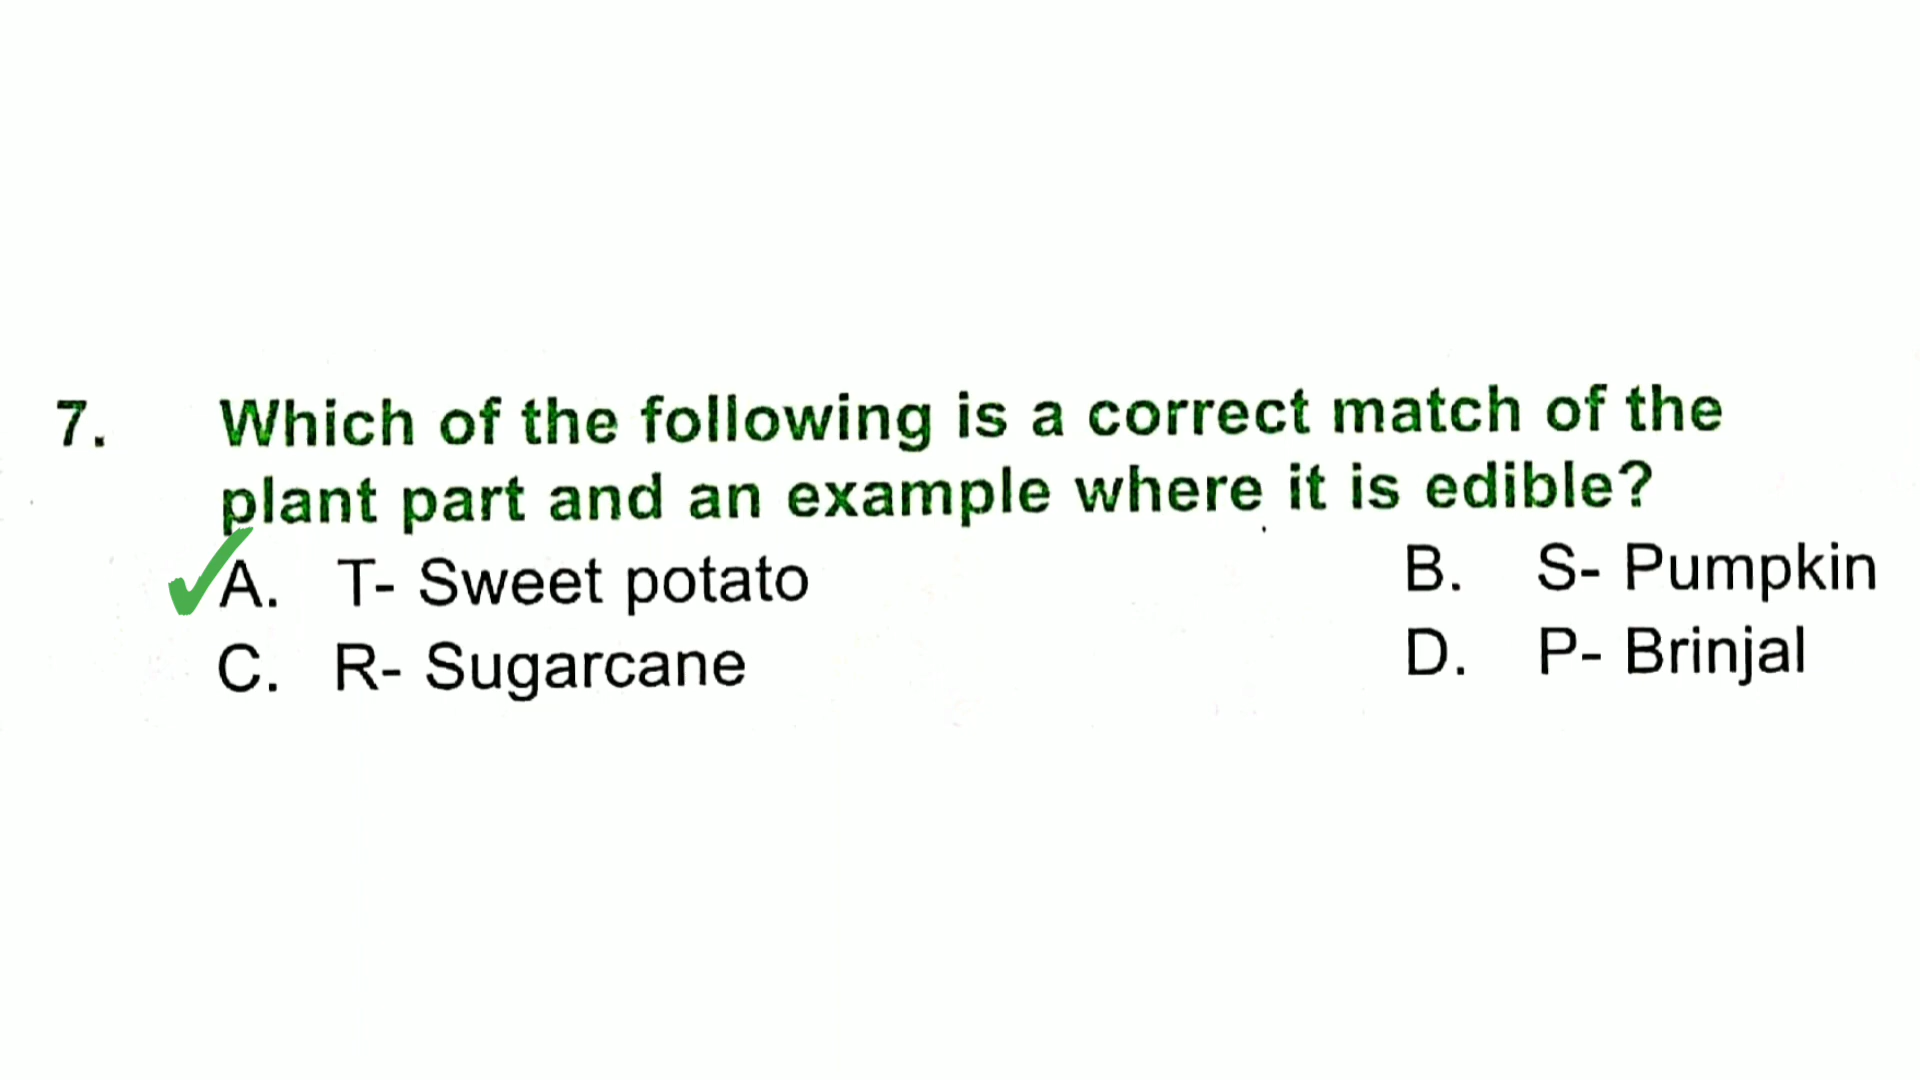 7. Which of the following is a correct match of the
plant part and an example where it is edible?
A. T- Sweet potato B. S- Pumpkin
C. R- Sugarcane D. P- Brinjal